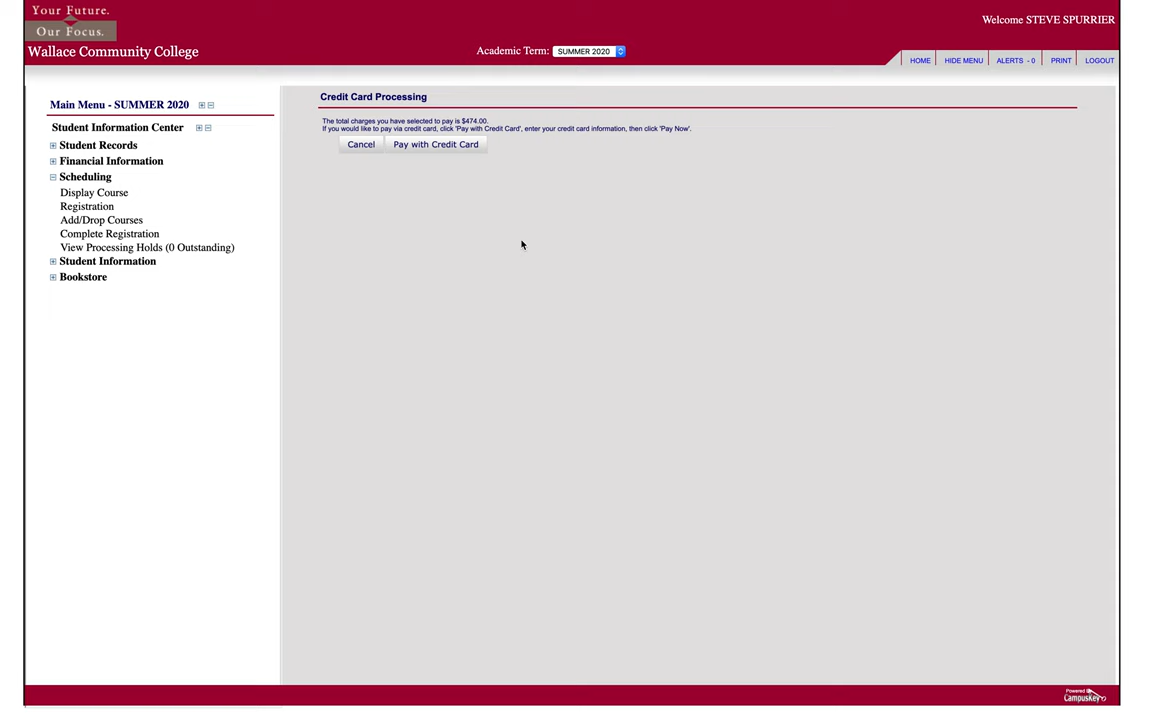 Your Future.
Our Focus.
Wallace Community College
Academic Term: SUMMER 2020
Welcome STEVE SPURRIER
HOME
HIDE MENU
ALERTS - 0
PRINT
LOGOUT
Main Menu - SUMMER 2020
Student Information Center
Student Records
Financial Information
Scheduling
Display Course
Registration
Add/Drop Courses
Complete Registration
View Processing Holds (0 Outstanding)
Student Information
Bookstore
Credit Card Processing
The total charges you have selected to pay is $474.00.
If you would like to pay via credit card, click 'Pay with Credit Card', enter your credit card information, then click 'Pay Now'.
Cancel
Pay with Credit Card
Powered By
CampusKey